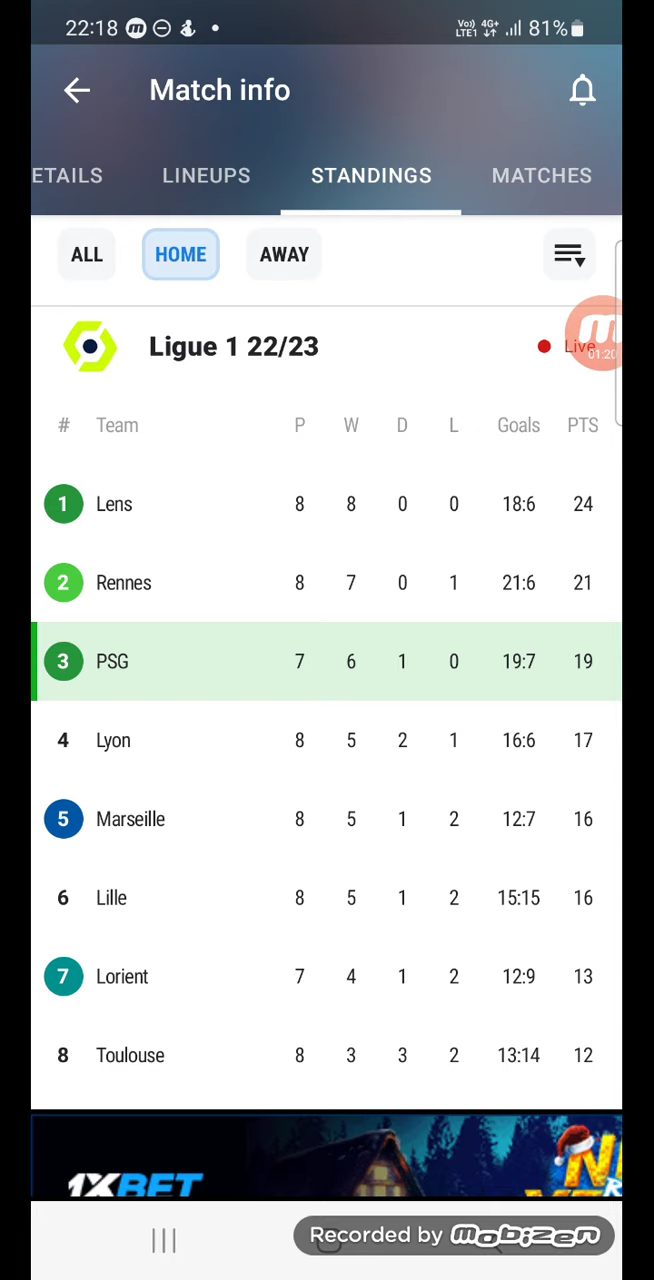 22:18 Vo)) LTE1 4G+ 81%
Match info
ETAILS LINEUPS STANDINGS MATCHES
ALL HOME AWAY
Ligue 1 22/23 Live
01:20
# Team P W D L Goals PTS
1 Lens 8 8 0 0 18:6 24
2 Rennes 8 7 0 1 21:6 21
3 PSG 7 6 1 0 19:7 19
4 Lyon 8 5 2 1 16:6 17
5 Marseille 8 5 1 2 12:7 16
6 Lille 8 5 1 2 15:15 16
7 Lorient 7 4 1 2 12:9 13
8 Toulouse 8 3 3 2 13:14 12
1XBET
Recorded by mobizen